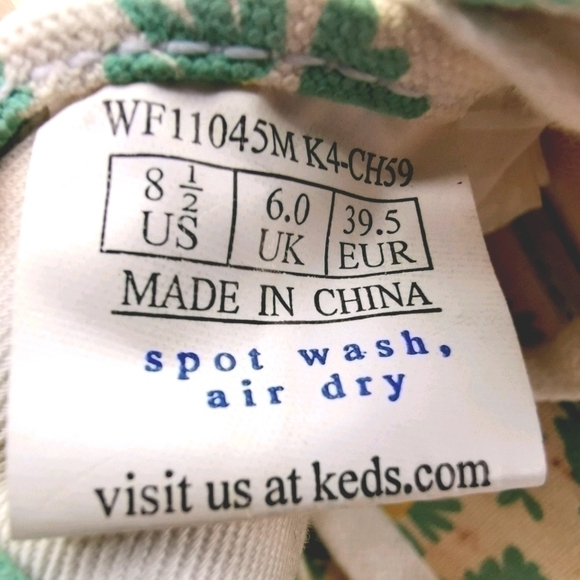 WF11045M K4-CH59
8 1/2 US 6.0 UK 39.5 EUR
MADE IN CHINA
spot wash,
air dry
visit us at keds.com